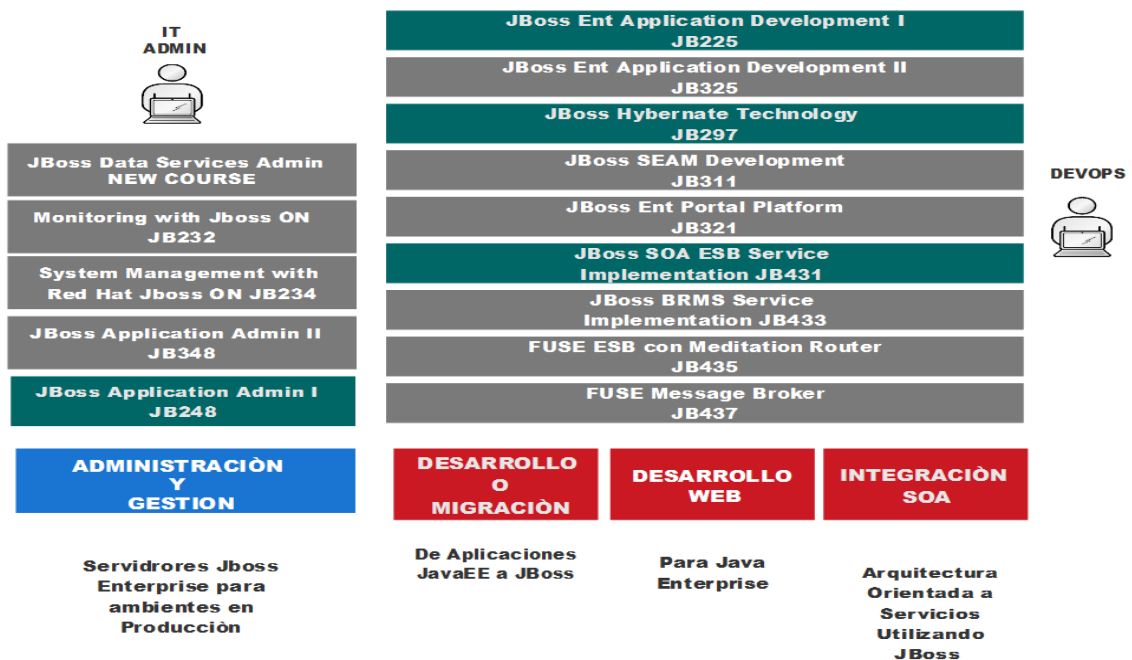 IT
ADMIN
JBoss Data Services Admin
NEW COURSE
Monitoring with Jboss ON
JB232
System Management with
Red Hat Jboss ON JB234
JBoss Application Admin II
JB348
JBoss Application Admin I
JB248
ADMINISTRACIÒN
Y
GESTION
Servidrores Jboss
Enterprise para
ambientes en
Producciòn
JBoss Ent Application Development I
JB225
JBoss Ent Application Development II
JB325
JBoss Hybernate Technology
JB297
JBoss SEAM Development
JB311
JBoss Ent Portal Platform
JB321
JBoss SOA ESB Service
Implementation JB431
JBoss BRMS Service
Implementation JB433
FUSE ESB con Meditation Router
JB435
FUSE Message Broker
JB437
DEVOPS
DESARROLLO
O
MIGRACIÒN
De Aplicaciones
JavaEE a JBoss
DESARROLLO
WEB
Para Java
Enterprise
INTEGRACIÒN
SOA
Arquitectura
Orientada a
Servicios
Utilizando
JBoss